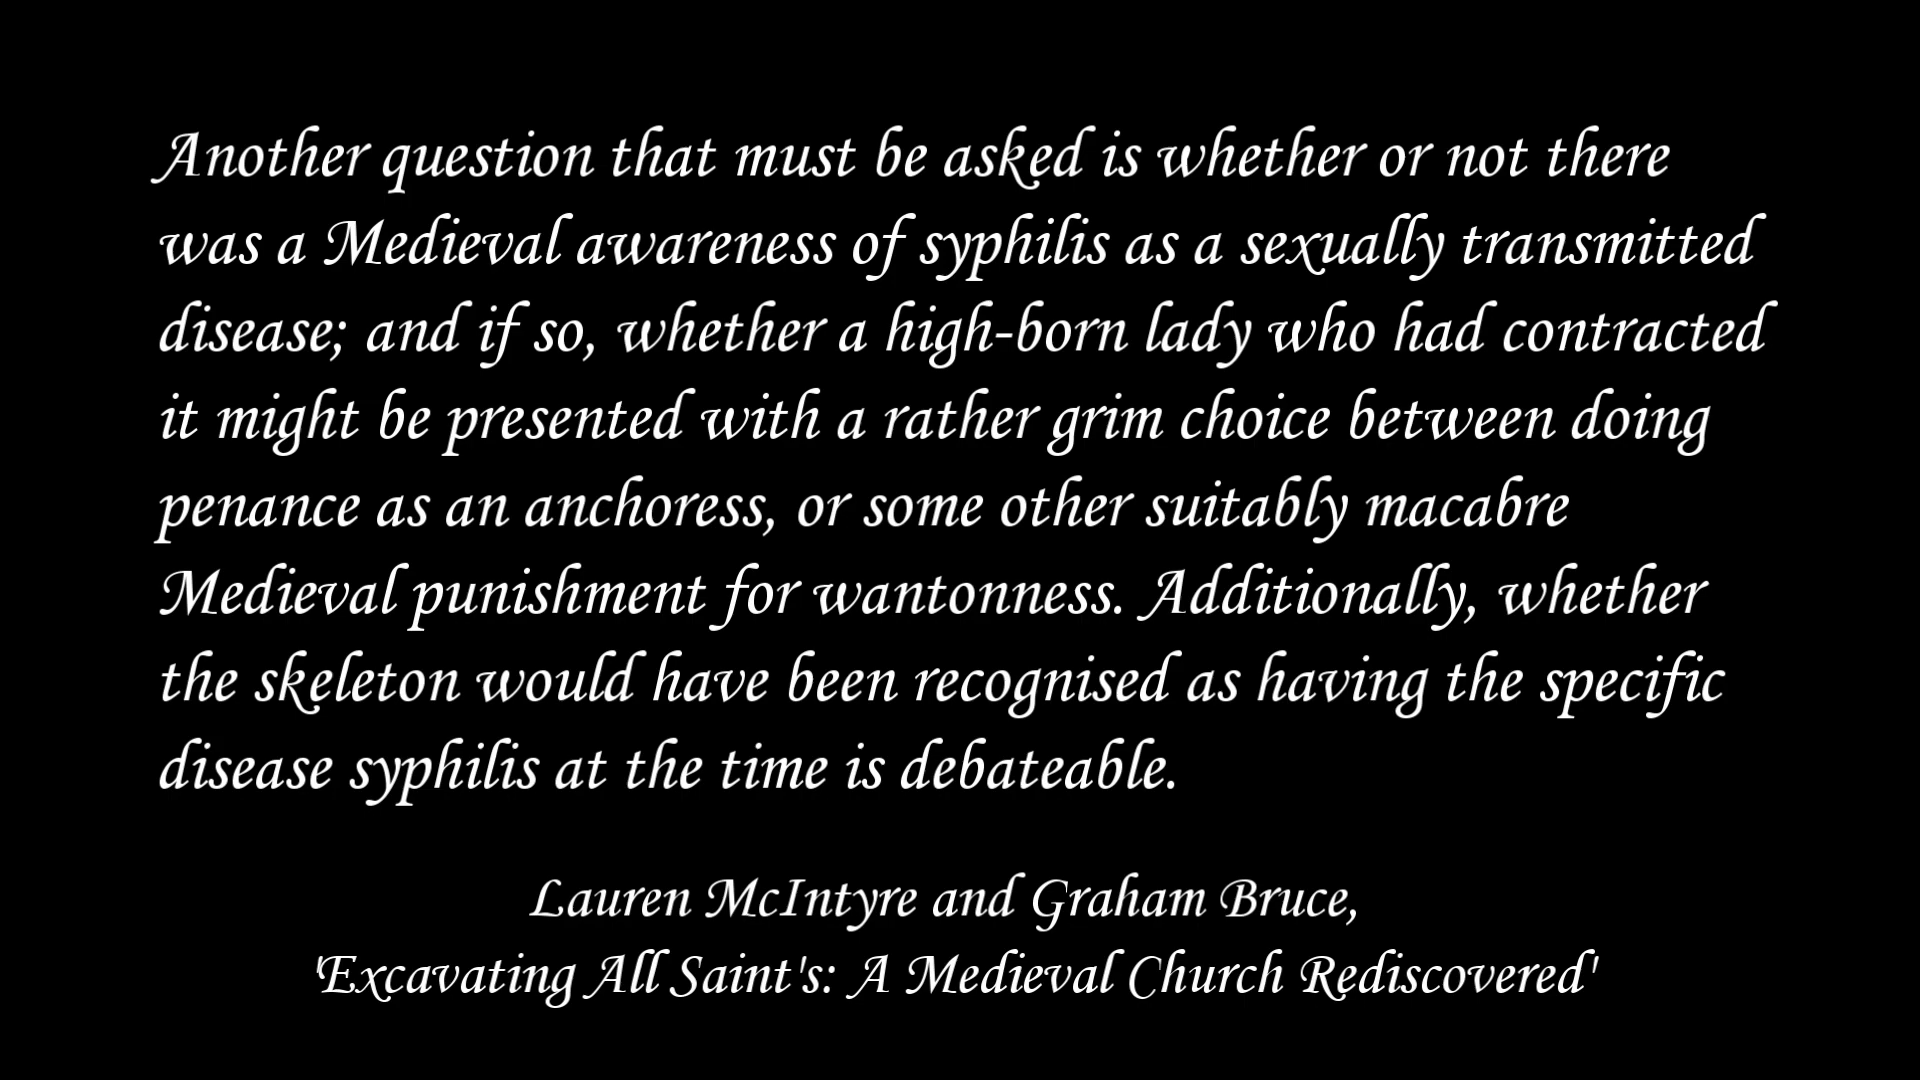 Another question that must be asked is whether or not there
was a Medieval awareness of syphilis as a sexually transmitted
disease; and if so, whether a high-born lady who had contracted
it might be presented with a rather grim choice between doing
penance as an anchoress, or some other suitably macabre
Medieval punishment for wantonness. Additionally, whether
the skeleton would have been recognised as having the specific
disease syphilis at the time is debateable.
Lauren McIntyre and Graham Bruce,
'Excavating All Saint's: A Medieval Church Rediscovered'